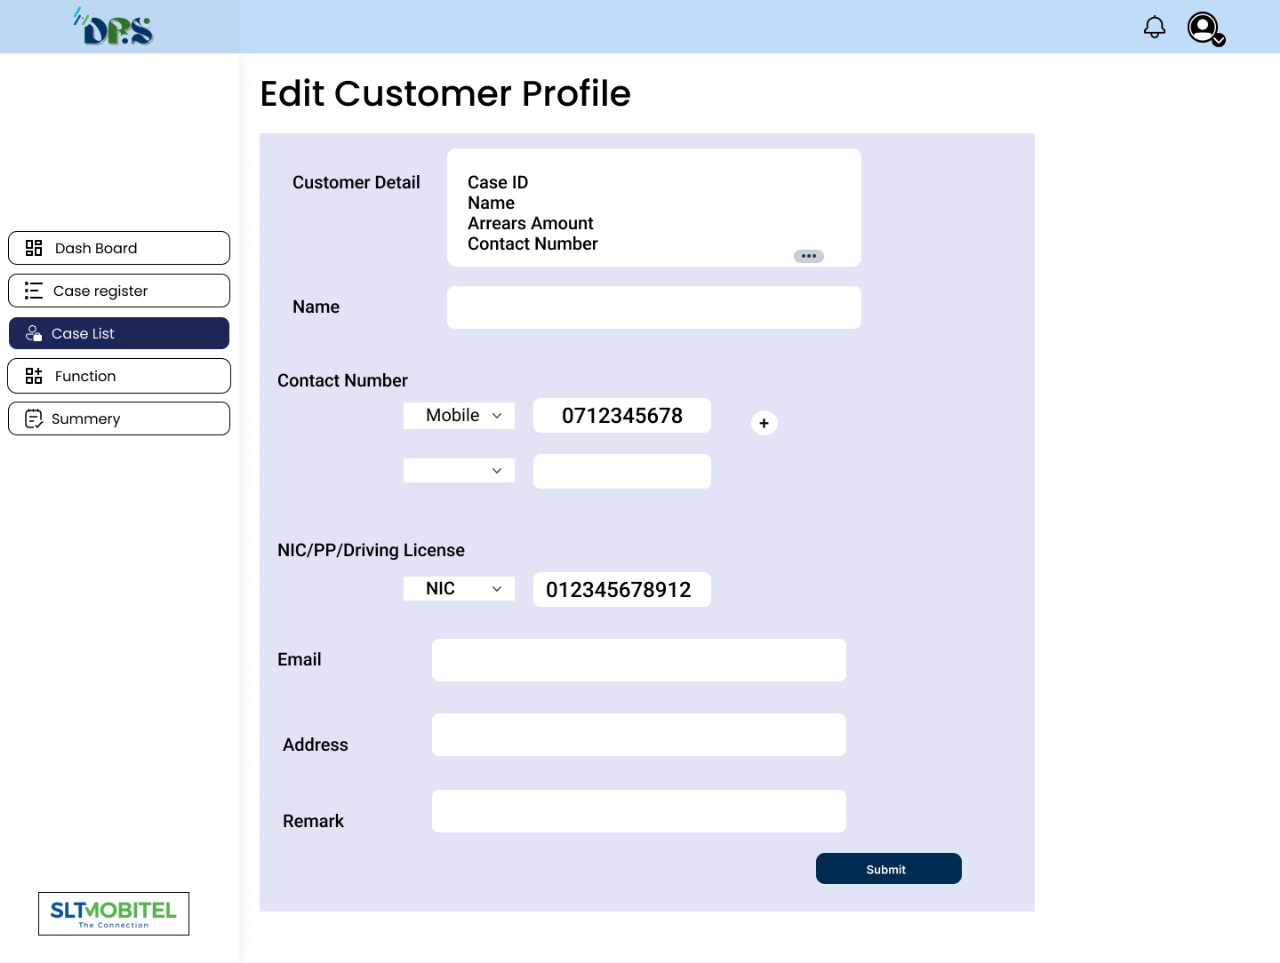 DRS
Edit Customer Profile
Customer Detail
Case ID
Name
Arrears Amount
Contact Number
Name
Dash Board
Case register
Case List
Function
Summery
Contact Number
Mobile
0712345678
+
NIC/PP/Driving License
NIC
012345678912
Email
Address
Remark
Submit
SLTMOBITEL
The Connection